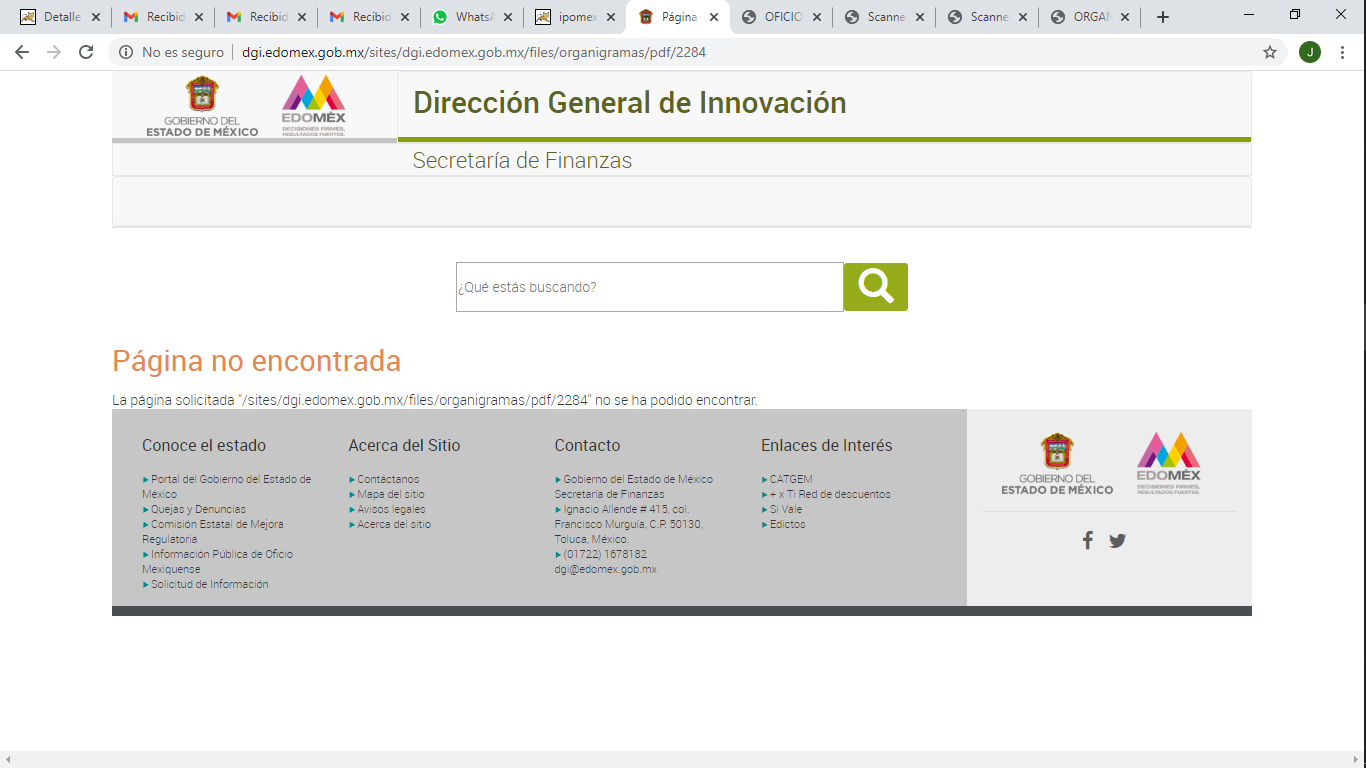 Detalle
Recibid
Recibid
Recibid
WhatsA
ipomex
Página
OFICIO
Scanne
Scanne
ORGAN
No es seguro
dgi.edomex.gob.mx/sites/dgi.edomex.gob.mx/files/organigramas/pdf/2284
J
GOBIERNO DEL
ESTADO DE MÉXICO
EDOMÉX
DECISIONES FIRMES,
RESULTADOS FUERTES.
Dirección General de Innovación
Secretaría de Finanzas
¿Qué estás buscando?
Página no encontrada
La página solicitada "/sites/dgi.edomex.gob.mx/files/organigramas/pdf/2284" no se ha podido encontrar.
Conoce el estado
Portal del Gobierno del Estado de
México
Quejas y Denuncias
Comisión Estatal de Mejora
Regulatoria
Información Pública de Oficio
Mexiquense
Solicitud de Información
Acerca del Sitio
Contáctanos
Mapa del sitio
Avisos legales
Acerca del sitio
Contacto
Gobierno del Estado de México
Secretaría de Finanzas
Ignacio Allende # 415, col.
Francisco Murguía, C.P. 50130,
Toluca, México.
(01722) 1678182
dgi@edomex.gob.mx
Enlaces de Interés
CATGEM
+ x Ti Red de descuentos
Si Vale
Edictos
GOBIERNO DEL
ESTADO DE MÉXICO
EDOMÉX
DECISIONES FIRMES,
RESULTADOS FUERTES.